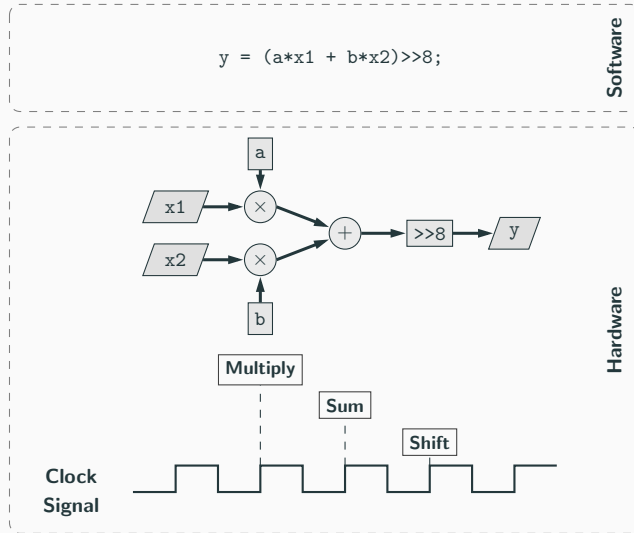 y = (a*x1 + b*x2)>>8;
Software
a
x1
×
+
>>8
y
x2
×
b
Hardware
Multiply
Sum
Shift
Clock
Signal